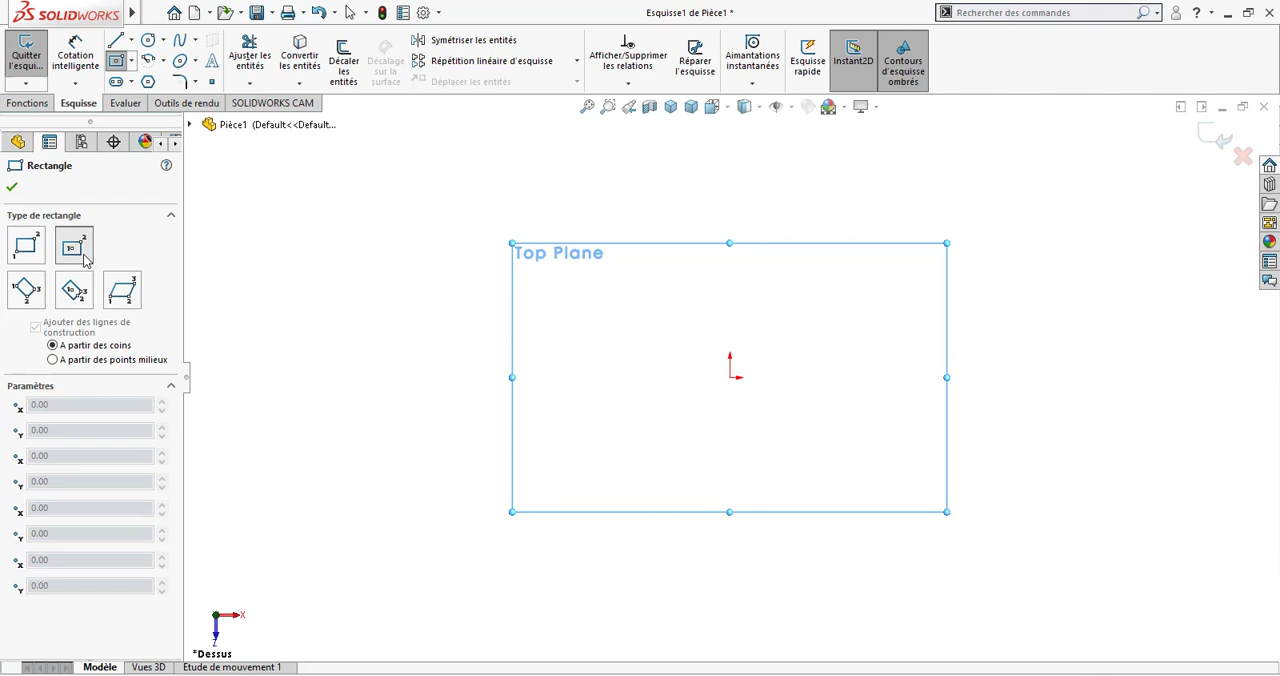 SOLIDWORKS
Esquisse1 de Pièce1 *
Rechercher des commandes
Quitter l'esqui...
Cotation intelligente
Ajuster les entités
Convertir les entités
Décaler les entités
Décalage sur la surface
Symétriser les entités
Répétition linéaire d'esquisse
Déplacer les entités
Afficher/Supprimer les relations
Réparer l'esquisse
Aimantations instantanées
Esquisse rapide
Instant2D
Contours d'esquisse ombrés
Fonctions
Esquisse
Evaluer
Outils de rendu
SOLIDWORKS CAM
Pièce1 (Default<<Default...
Rectangle
Type de rectangle
Ajouter des lignes de
construction
A partir des coins
A partir des points milieux
Paramètres
X 0.00
Y 0.00
X 0.00
Y 0.00
X 0.00
Y 0.00
X 0.00
Y 0.00
Top Plane
X
Z
*Dessus
Modèle
Vues 3D
Etude de mouvement 1